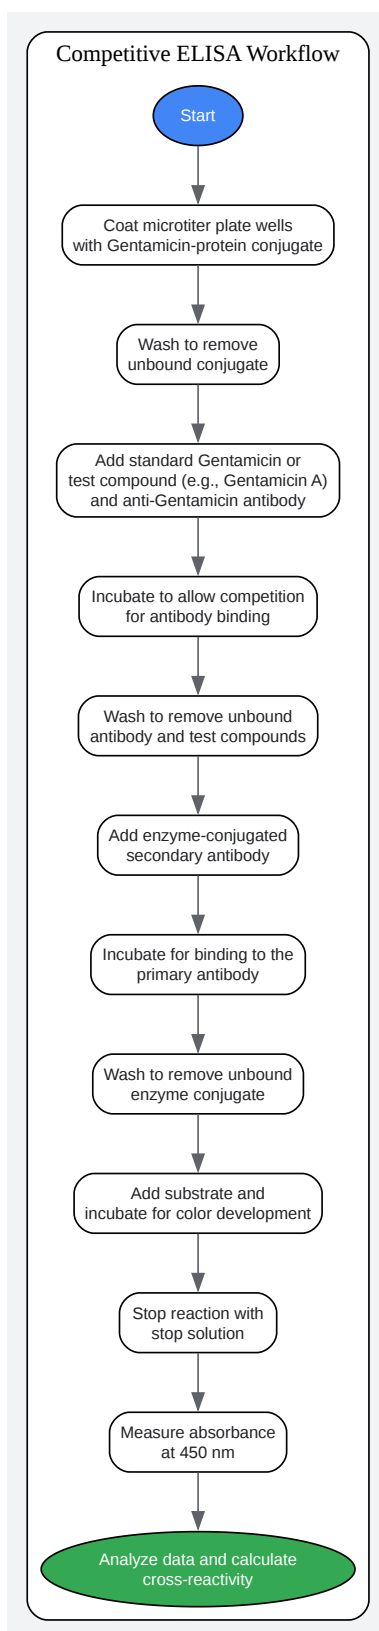 Competitive ELISA Workflow
Start
Coat microtiter plate wells
with Gentamicin-protein conjugate
Wash to remove
unbound conjugate
Add standard Gentamicin or
test compound (e.g., Gentamicin A)
and anti-Gentamicin antibody
Incubate to allow competition
for antibody binding
Wash to remove unbound
antibody and test compounds
Add enzyme-conjugated
secondary antibody
Incubate for binding to the
primary antibody
Wash to remove unbound
enzyme conjugate
Add substrate and
incubate for color development
Stop reaction with
stop solution
Measure absorbance
at 450 nm
Analyze data and calculate
cross-reactivity